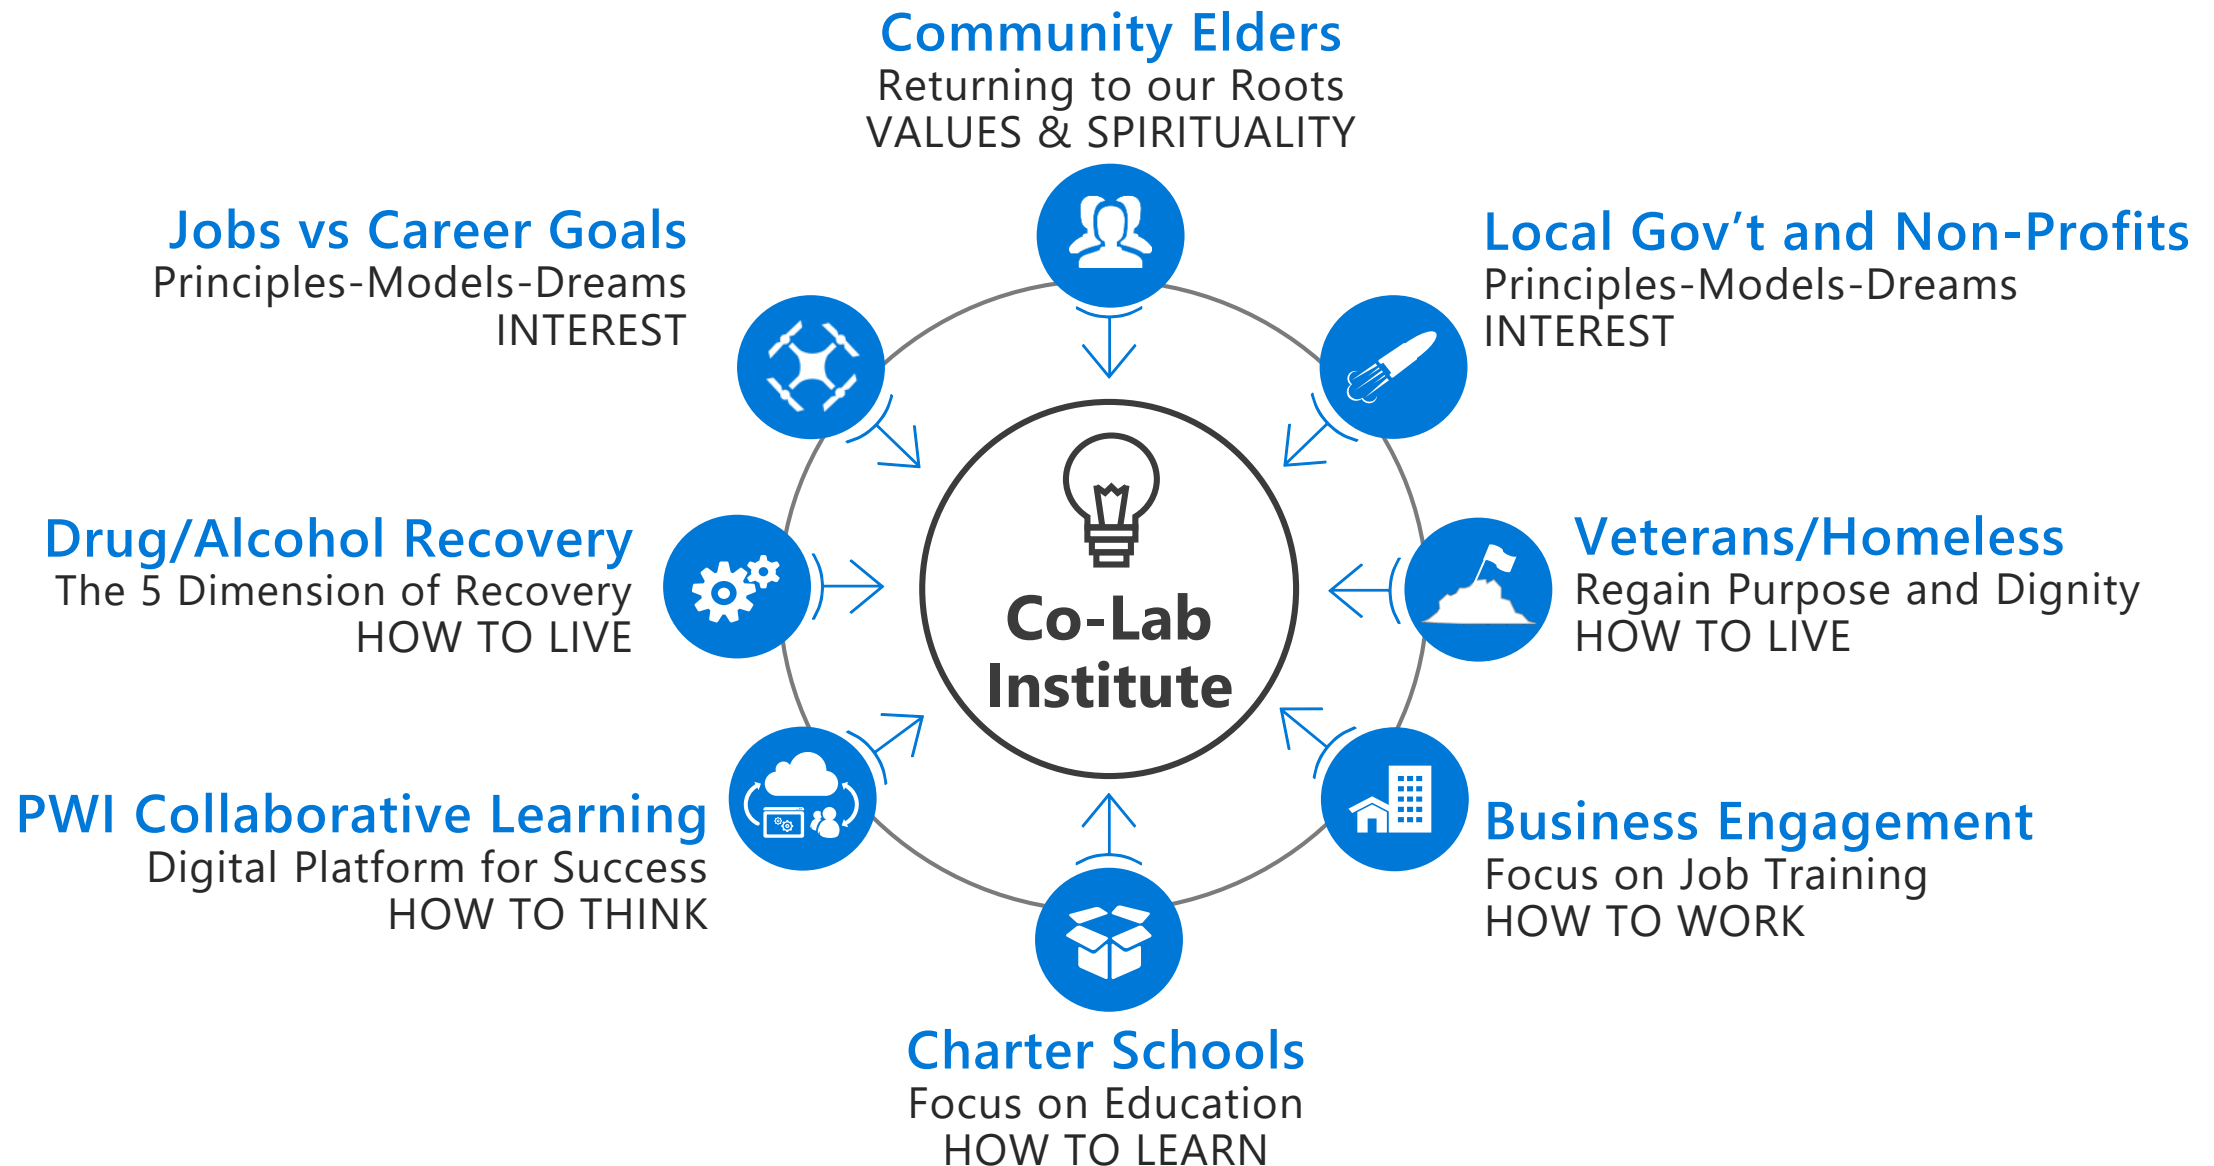 Community Elders
Returning to our Roots
VALUES & SPIRITUALITY
Jobs vs Career Goals
Principles-Models-Dreams
INTEREST
Local Gov’t and Non-Profits
Principles-Models-Dreams
INTEREST
Drug/Alcohol Recovery
The 5 Dimension of Recovery
HOW TO LIVE
Co-Lab
Institute
Veterans/Homeless
Regain Purpose and Dignity
HOW TO LIVE
PWI Collaborative Learning
Digital Platform for Success
HOW TO THINK
Business Engagement
Focus on Job Training
HOW TO WORK
Charter Schools
Focus on Education
HOW TO LEARN